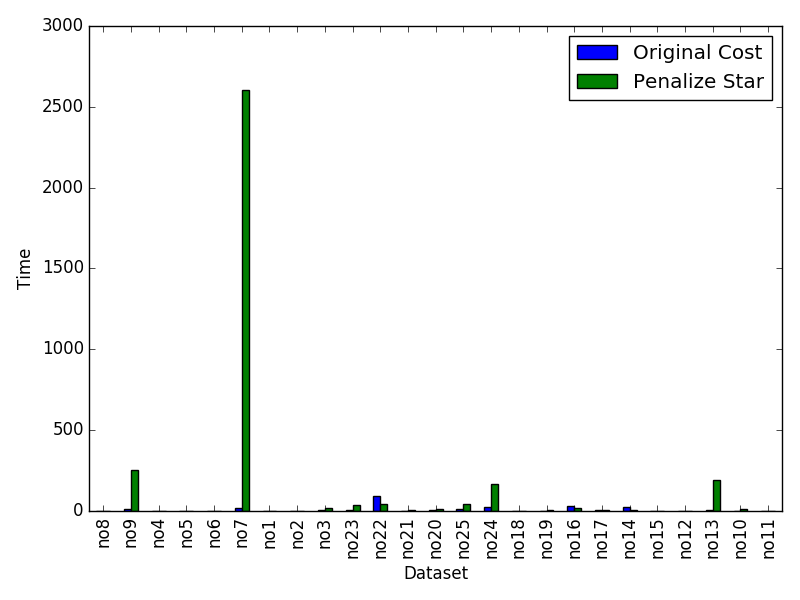 3000
2500
2000
1500
1000
500
0
Time
Original Cost
Penalize Star
no8
no9
no4
no5
no6
no7
no1
no2
no3
no23
no22
no21
no20
no25
no24
no18
no19
no16
no17
no14
no15
no12
no13
no10
no11
Dataset